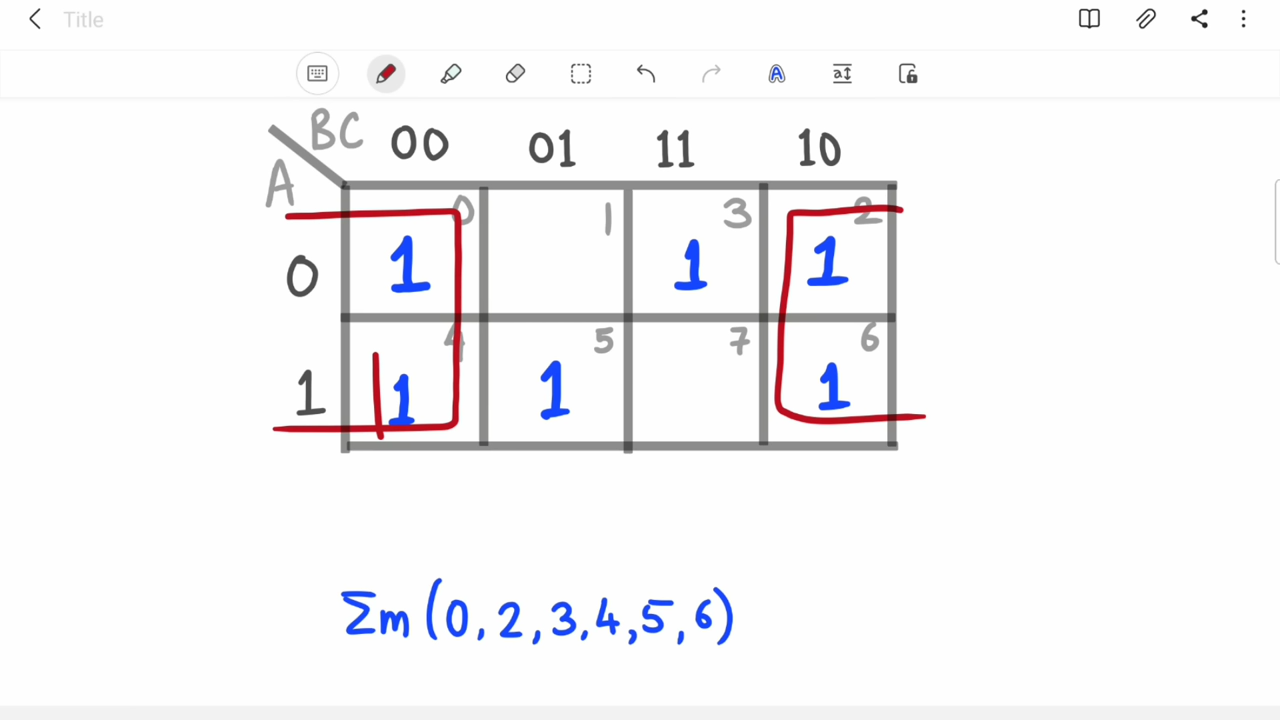 Title
A a
BC 00 01 11 10
A
0 1 3 2
0 1 1 1
4 5 7 6
1 1 1 1
Σm (0, 2, 3, 4, 5, 6)